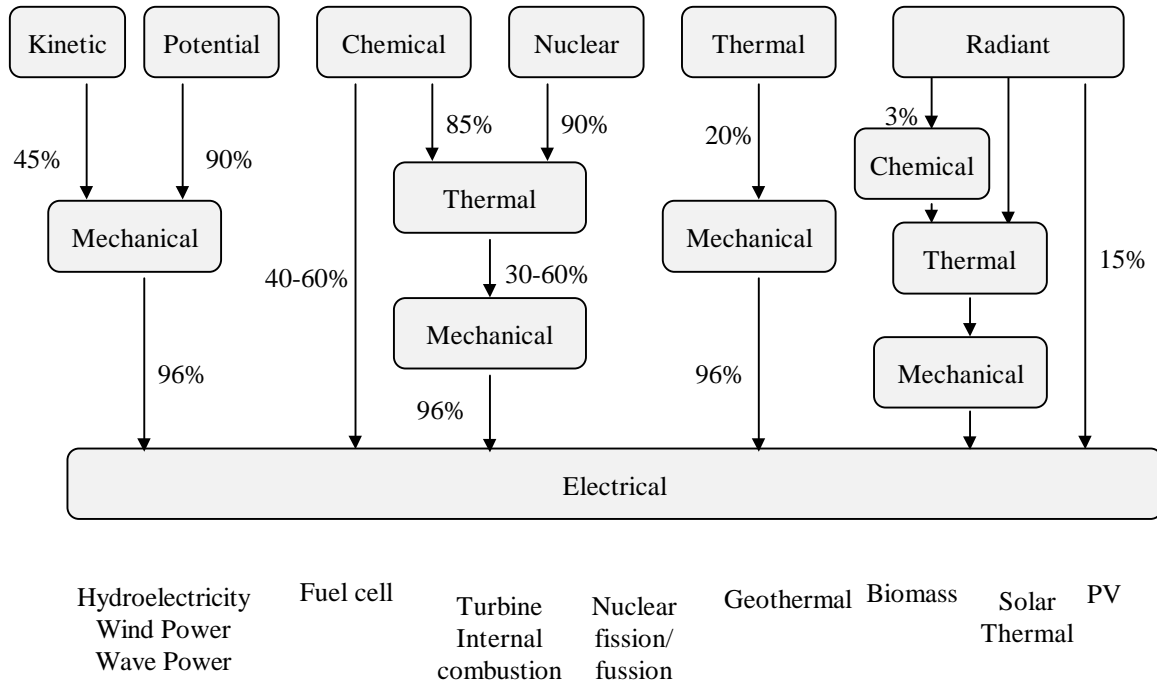 Kinetic
Potential
Chemical
Nuclear
Thermal
Radiant
85%
90%
20%
3%
45%
90%
Chemical
Thermal
Mechanical
Mechanical
Thermal
15%
40-60%
30-60%
Mechanical
Mechanical
96%
96%
96%
Electrical
Hydroelectricity
Wind Power
Wave Power
Fuel cell
Turbine
Internal
combustion
Nuclear
fission/
fussion
Geothermal
Biomass
Solar
Thermal
PV